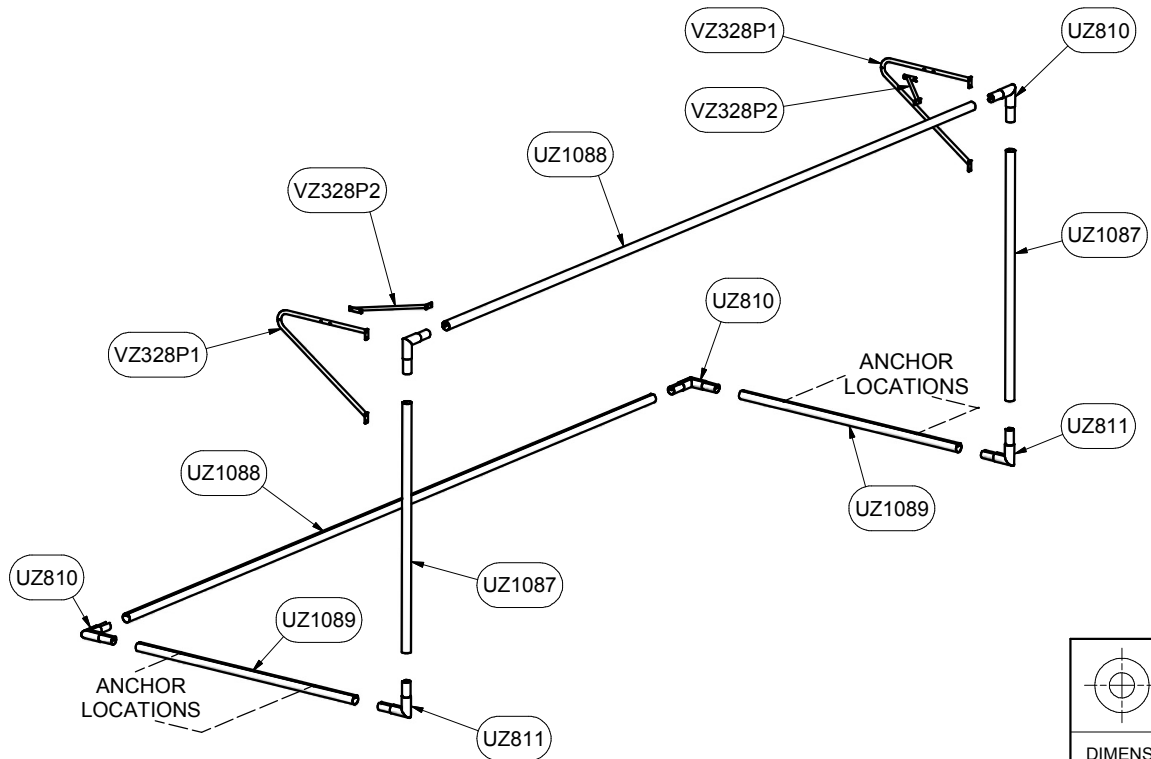 VZ328P1
UZ810
VZ328P2
UZ1088
VZ328P2
UZ1087
UZ810
VZ328P1
ANCHOR
LOCATIONS
UZ811
UZ1088
UZ1089
UZ810
UZ1087
UZ1089
ANCHOR
LOCATIONS
UZ811
DIMENS